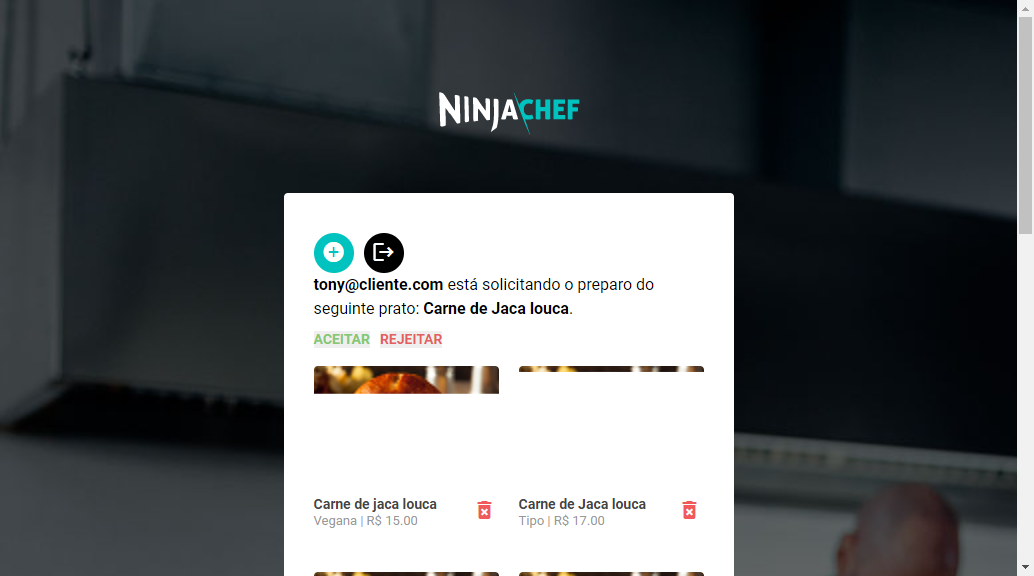 NINJACHEF
tony@cliente.com está solicitando o preparo do
seguinte prato: Carne de Jaca louca.
ACEITAR REJEITAR
Carne de jaca louca
Vegana | R$ 15.00
Carne de Jaca louca
Tipo | R$ 17.00